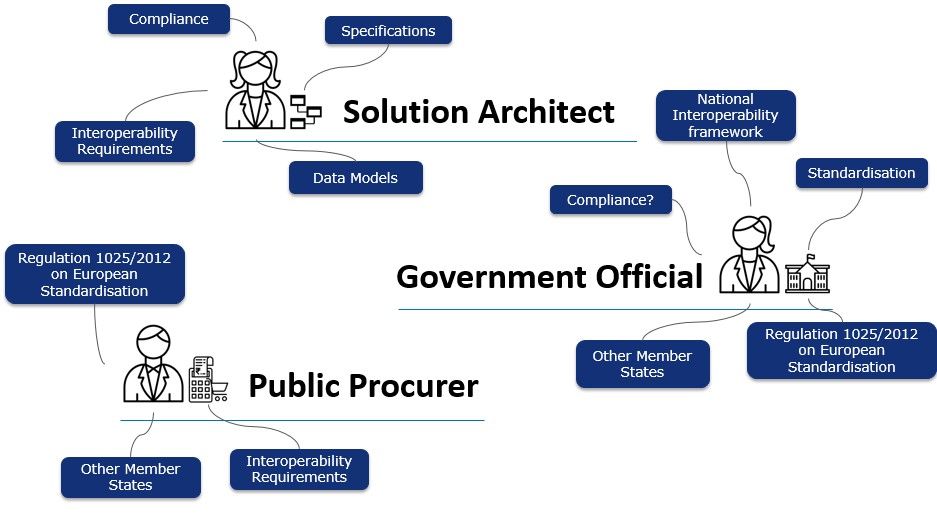 Compliance
Specifications
Solution Architect
Interoperability
Requirements
Data Models
National
Interoperability
framework
Standardisation
Compliance?
Government Official
Other Member
States
Regulation 1025/2012
on European
Standardisation
Regulation 1025/2012
on European
Standardisation
Public Procurer
Other Member
States
Interoperability
Requirements